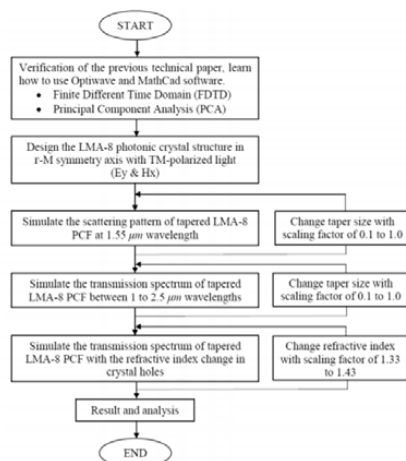 START
Verification of the previous technical paper, learn
how to use Optiwave and MathCad software.
• Finite Different Time Domain (FDTD)
• Principal Component Analysis (PCA)
Design the LMA-8 photonic crystal structure in
r-M symmetry axis with TM-polarized light
(Ey & Hx)
Simulate the scattering pattern of tapered LMA-8
PCF at 1.55 μm wavelength
Change taper size with
scaling factor of 0.1 to 1.0
Simulate the transmission spectrum of tapered
LMA-8 PCF between 1 to 2.5 μm wavelengths
Change taper size with
scaling factor of 0.1 to 1.0
Simulate the transmission spectrum of tapered
LMA-8 PCF with the refractive index change in
crystal holes
Change refractive index
with scaling factor of 1.33
to 1.43
Result and analysis
END